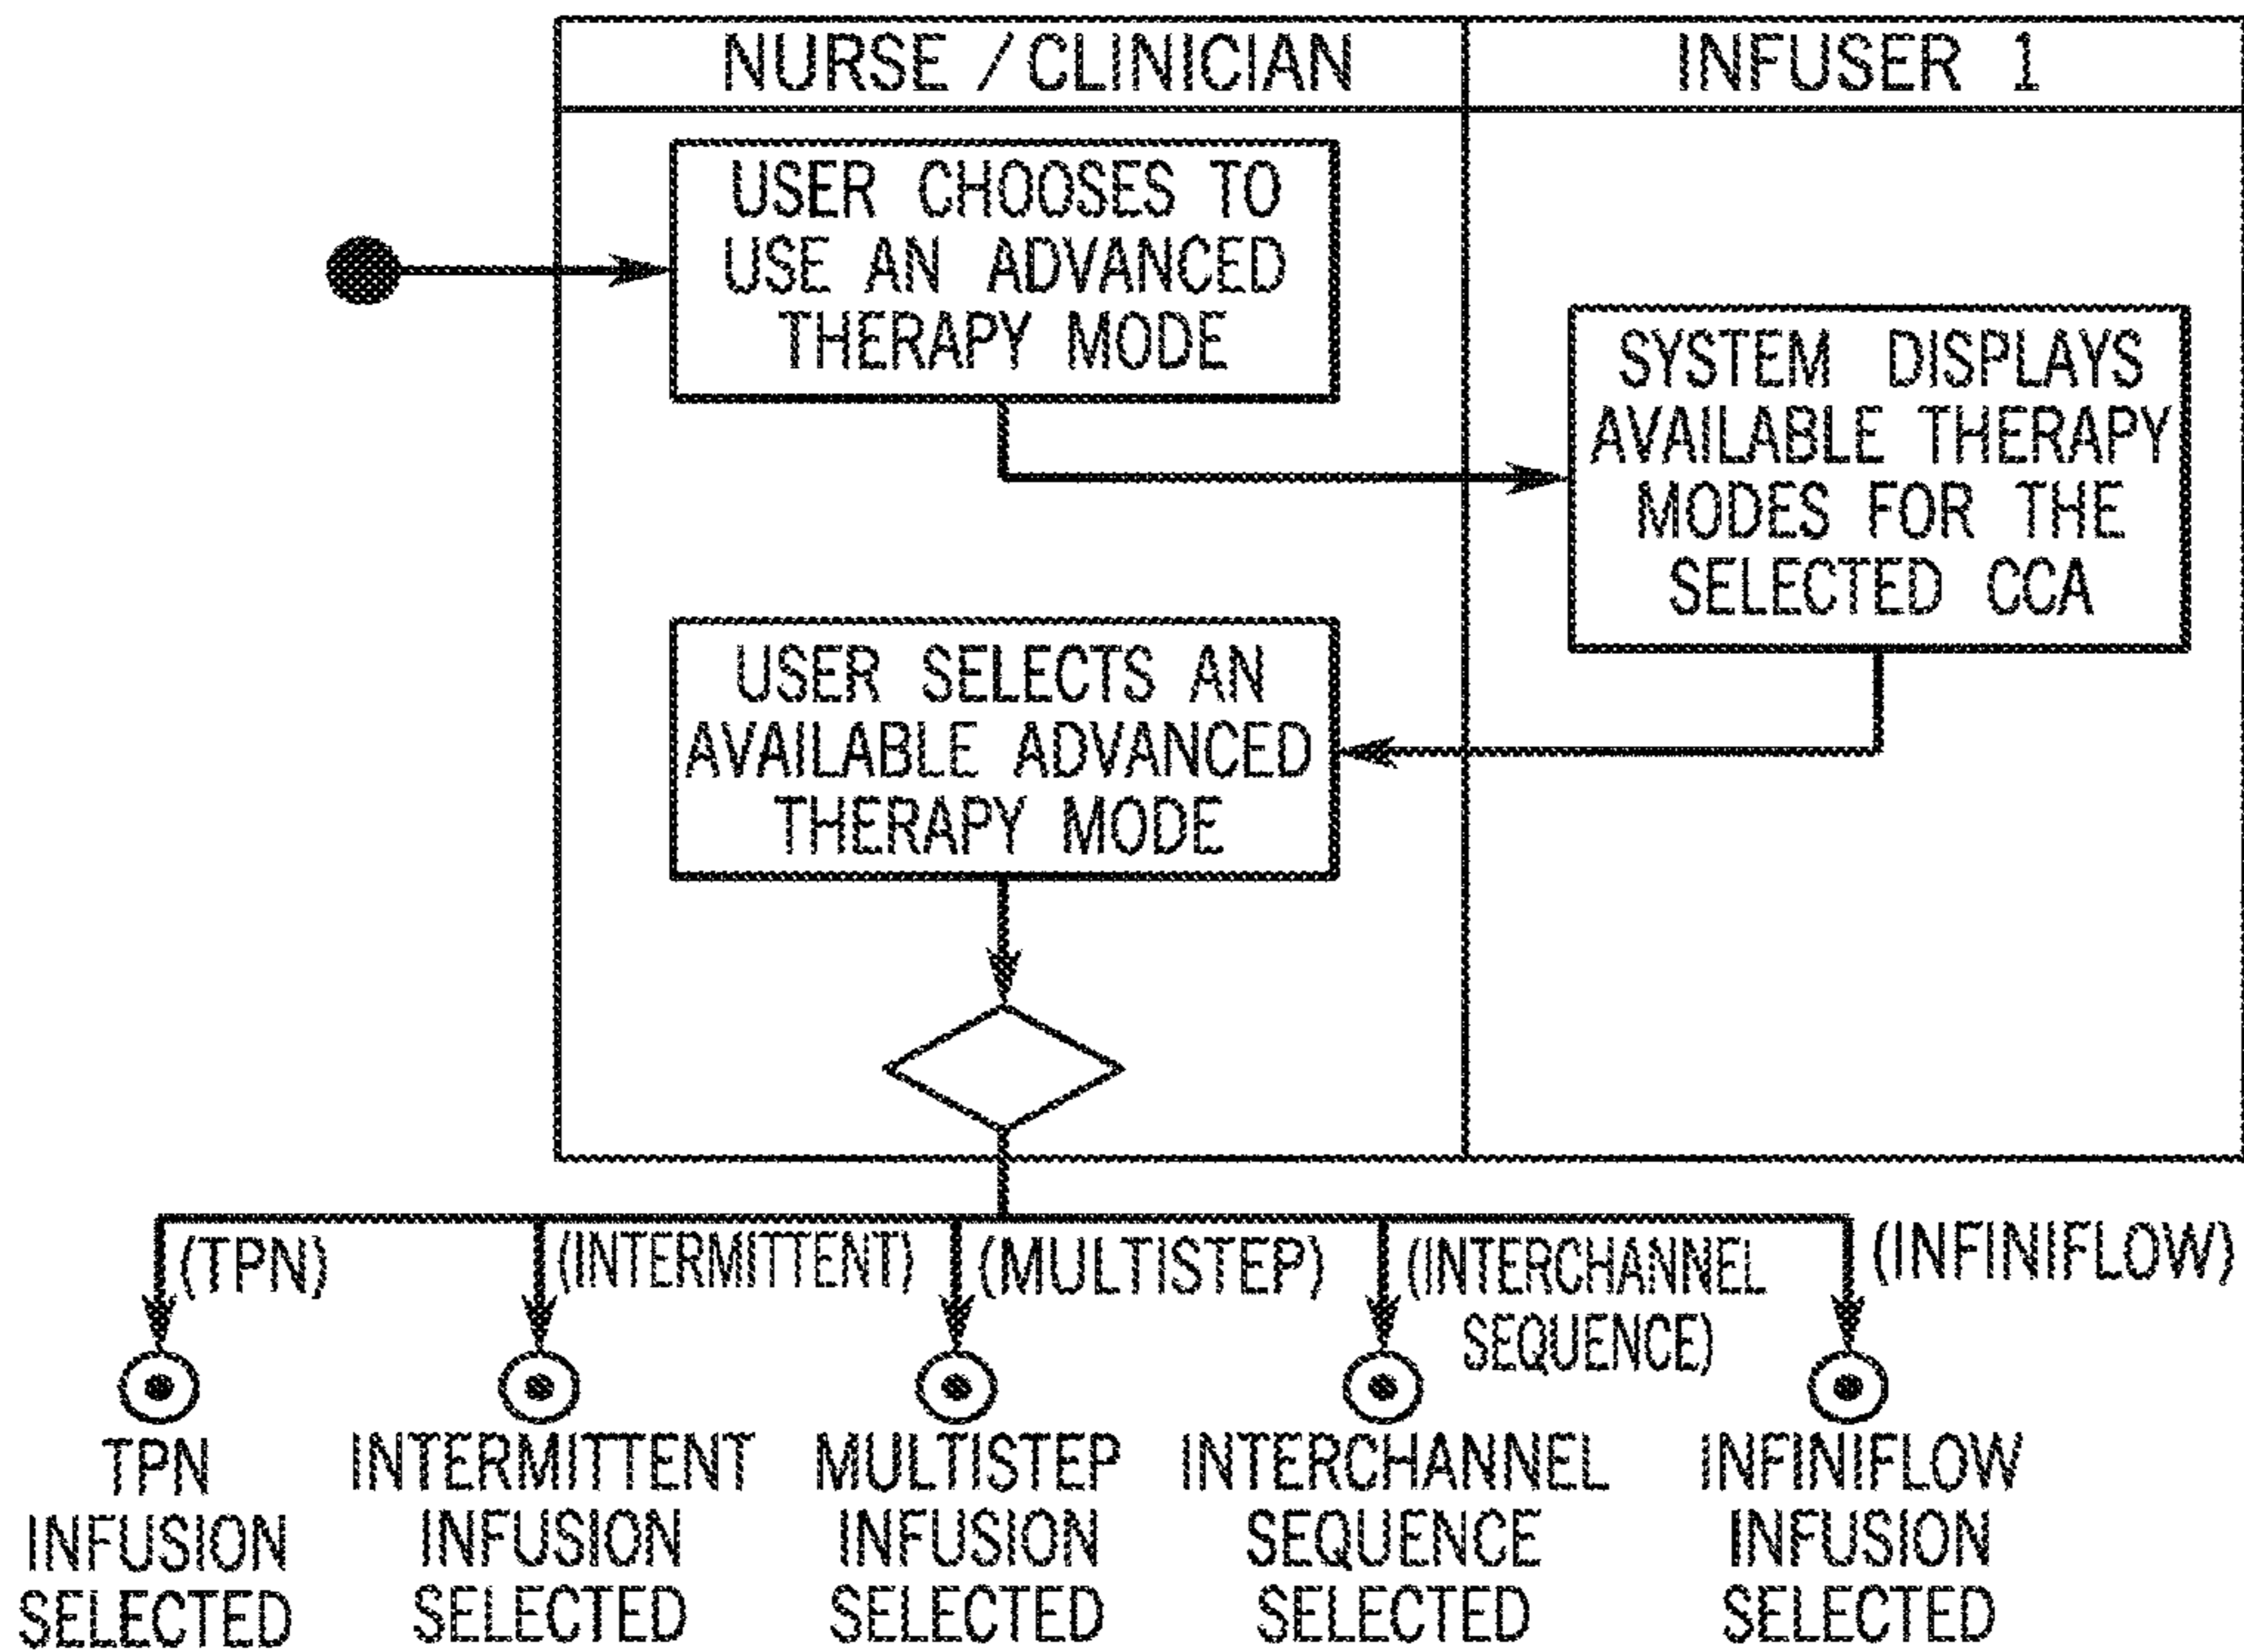 NURSE / CLINICIAN
INFUSER 1
USER CHOOSES TO
USE AN ADVANCED
THERAPY MODE
SYSTEM DISPLAYS
AVAILABLE THERAPY
MODES FOR THE
SELECTED CCA
USER SELECTS AN
AVAILABLE ADVANCED
THERAPY MODE
(TPN)
(INTERMITTENT)
(MULTISTEP)
(INTERCHANNEL
SEQUENCE)
(INFINIFLOW)
TPN
INFUSION
SELECTED
INTERMITTENT
INFUSION
SELECTED
MULTISTEP
INFUSION
SELECTED
INTERCHANNEL
SEQUENCE
SELECTED
INFINIFLOW
INFUSION
SELECTED